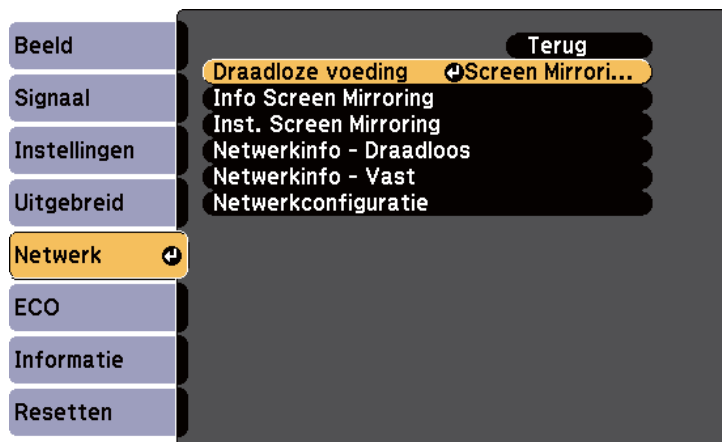 Beeld
Signaal
Instellingen
Uitgebreid
Netwerk
ECO
Informatie
Resetten
Terug
Draadloze voeding Screen Mirrori...
Info Screen Mirroring
Inst. Screen Mirroring
Netwerkinfo - Draadloos
Netwerkinfo - Vast
Netwerkconfiguratie